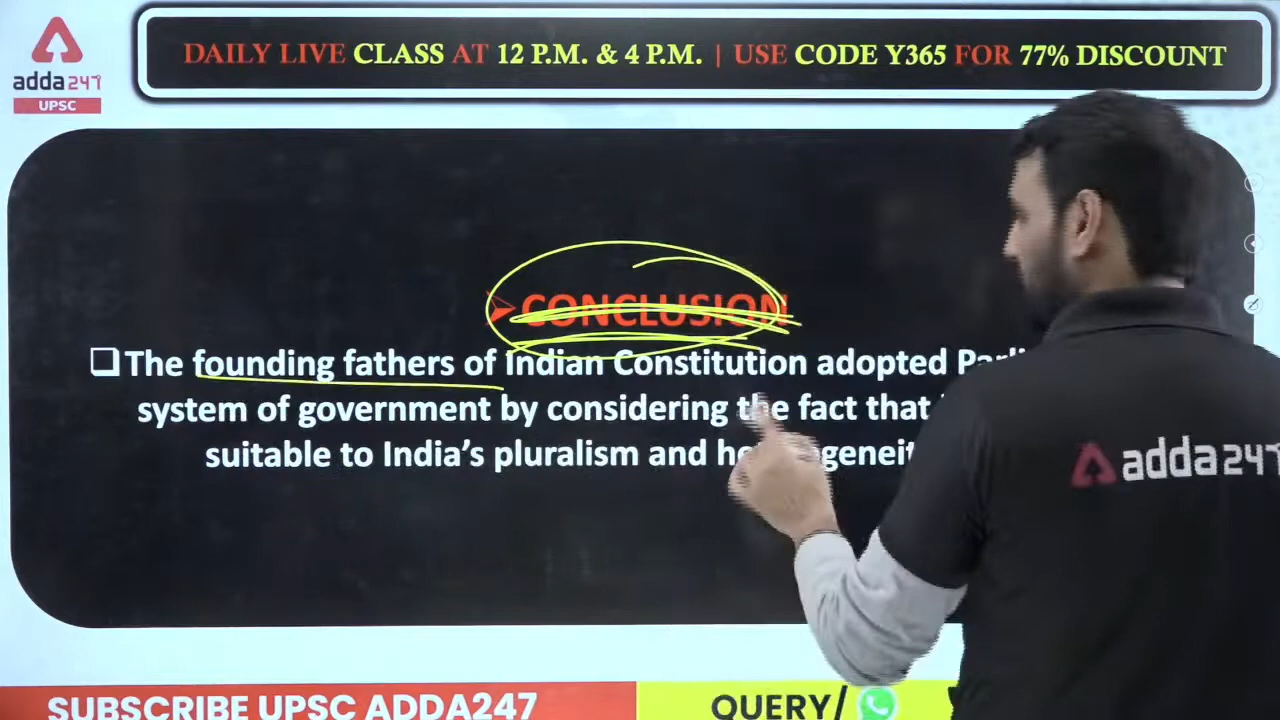 DAILY LIVE CLASS AT 12 P.M. & 4 P.M. | USE CODE Y365 FOR 77% DISCOUNT
adda247
UPSC
➢CONCLUSION
❑The founding fathers of Indian Constitution adopted
system of government by considering the fact that
suitable to India's pluralism and
adda247
SUBSCRIBE UPSC ADDA247
QUERY/